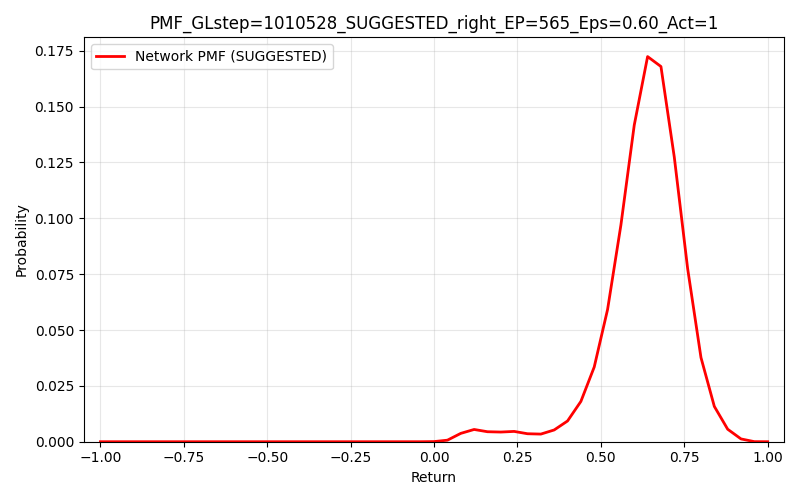 PMF_GLstep=1010528_SUGGESTED_right_EP=565_Eps=0.60_Act=1
Network PMF (SUGGESTED)
0.175
0.150
0.125
0.100
0.075
0.050
0.025
0.000
Probability
−1.00 −0.75 −0.50 −0.25 0.00 0.25 0.50 0.75 1.00
Return